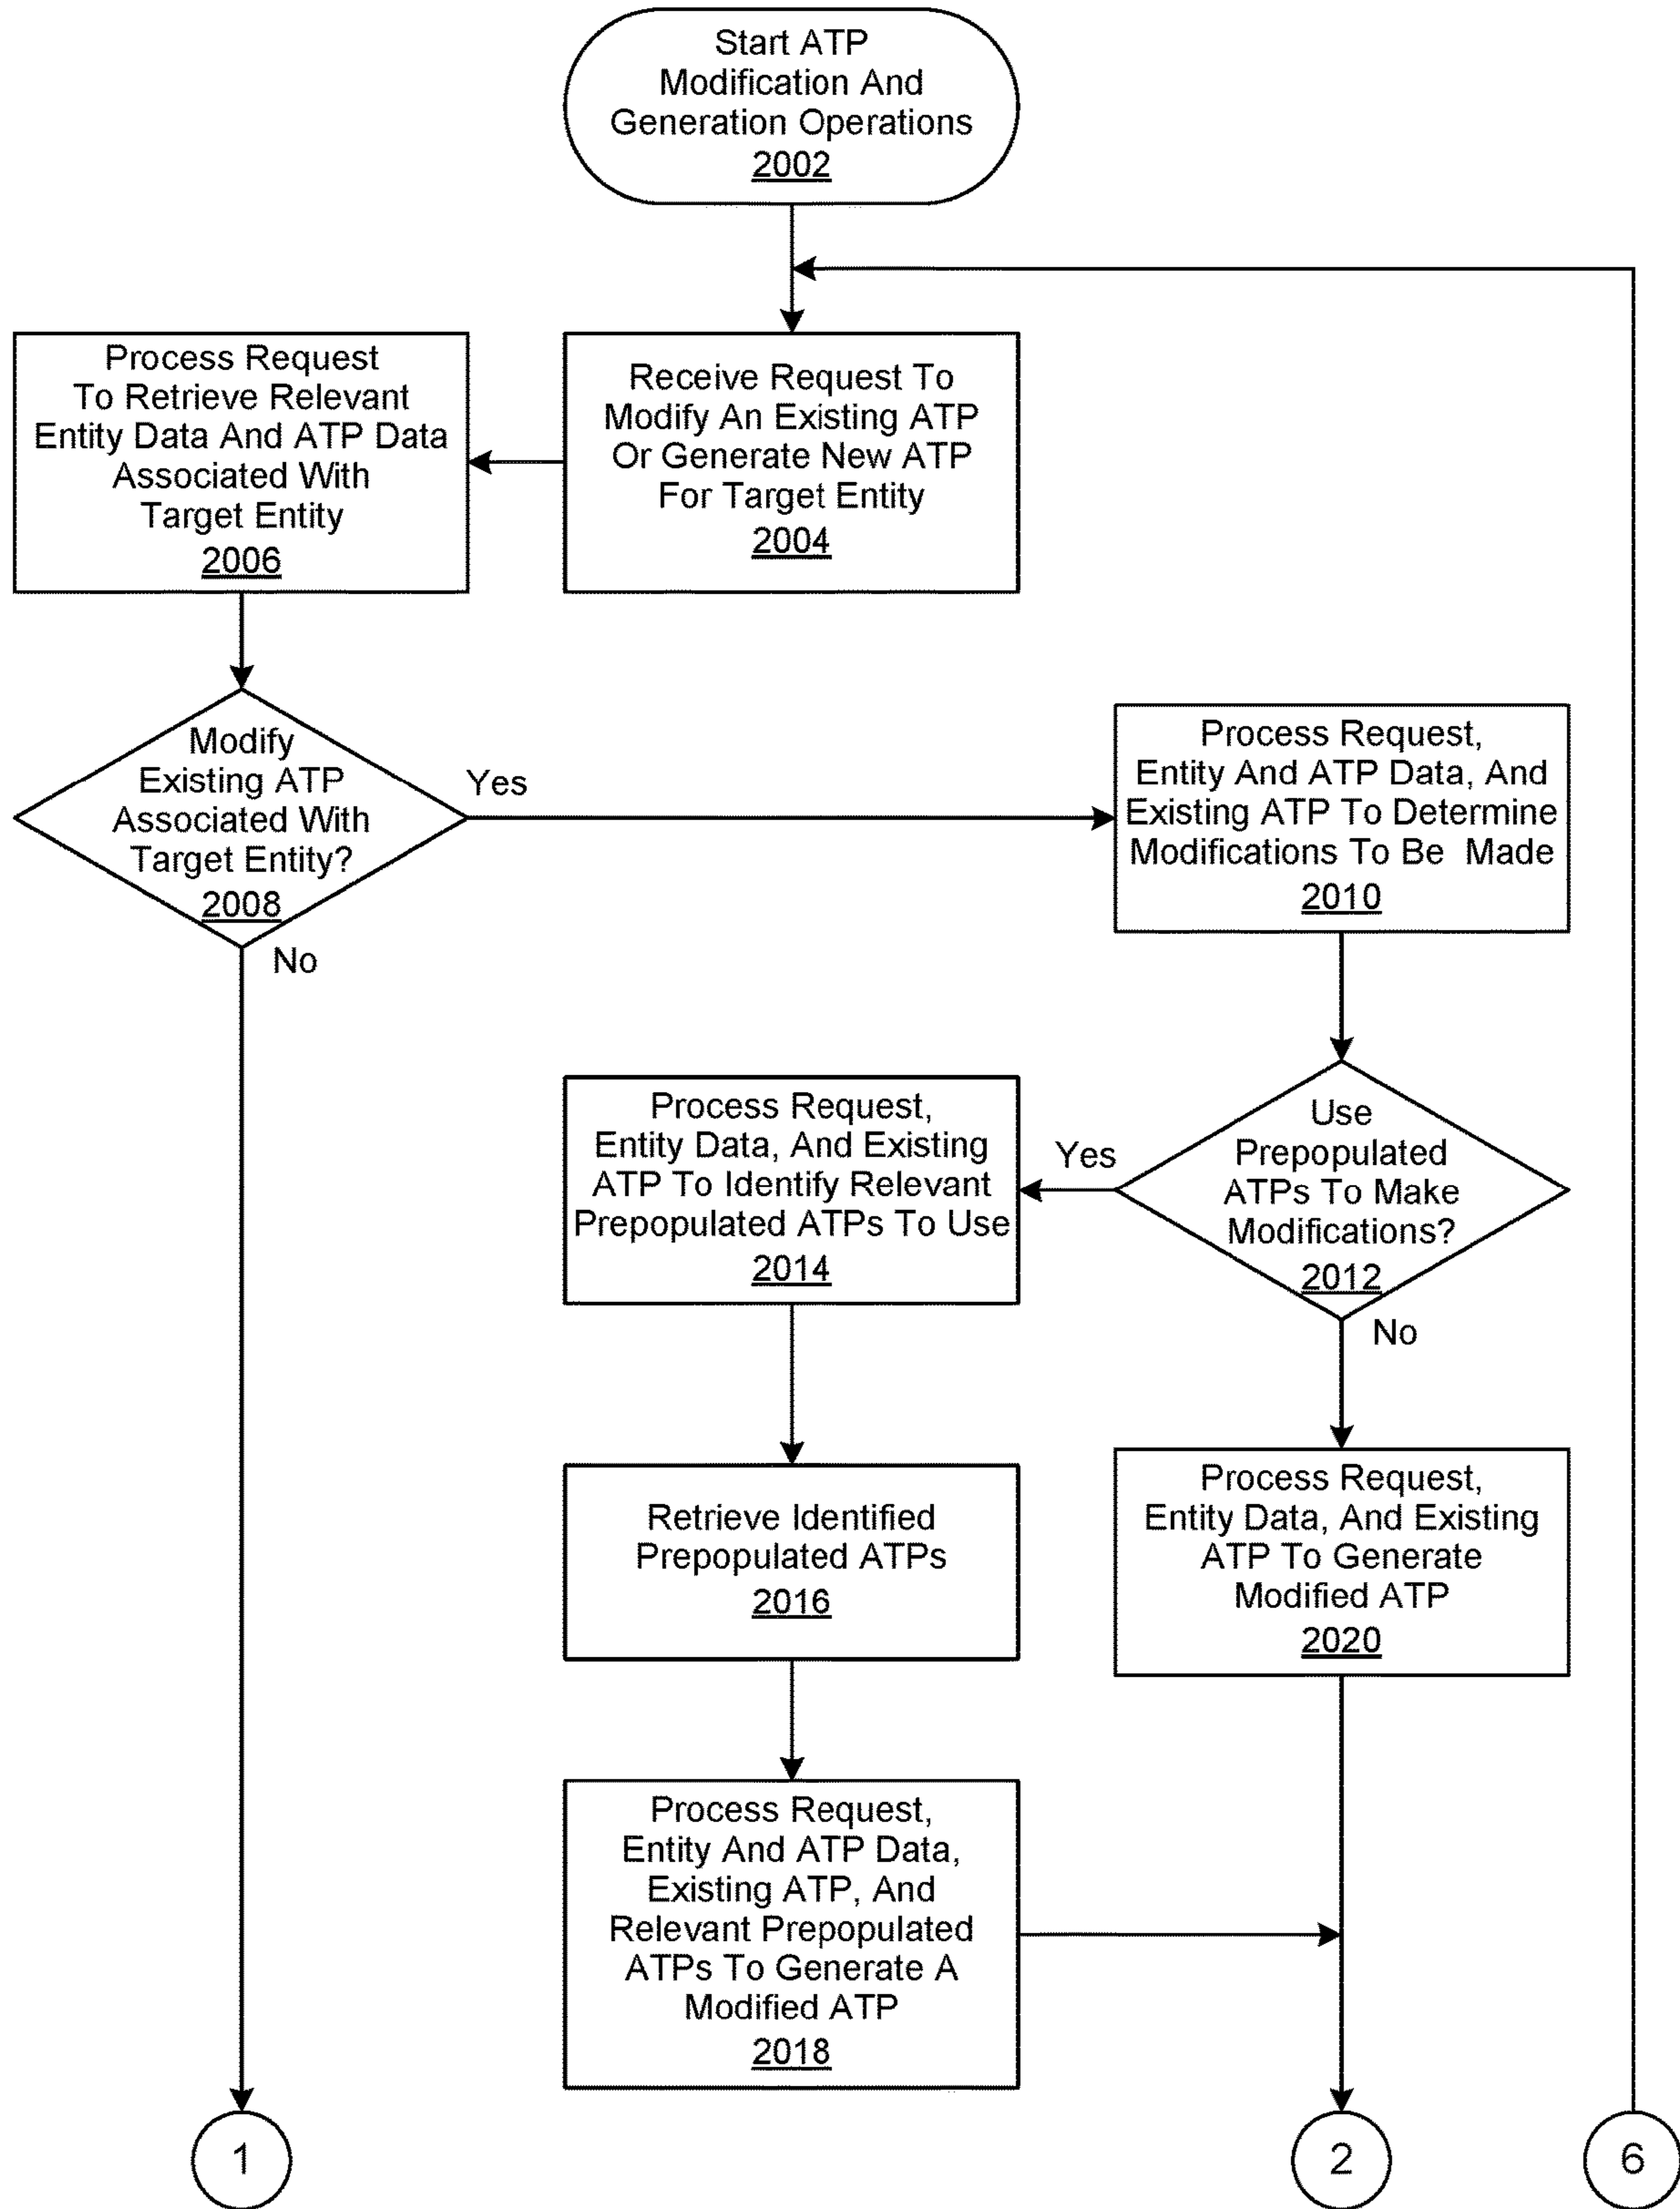 Start ATP
Modification And
Generation Operations
2002
Process Request
To Retrieve Relevant
Entity Data And ATP Data
Associated With
Target Entity
2006
Receive Request To
Modify An Existing ATP
Or Generate New ATP
For Target Entity
2004
Modify
Existing ATP
Associated With
Target Entity?
2008
Yes
No
Process Request,
Entity And ATP Data, And
Existing ATP To Determine
Modifications To Be Made
2010
Process Request,
Entity Data, And Existing
ATP To Identify Relevant
Prepopulated ATPs To Use
2014
Yes
Use
Prepopulated
ATPs To Make
Modifications?
2012
No
Retrieve Identified
Prepopulated ATPs
2016
Process Request,
Entity Data, And Existing
ATP To Generate
Modified ATP
2020
Process Request,
Entity And ATP Data,
Existing ATP, And
Relevant Prepopulated
ATPs To Generate A
Modified ATP
2018
1
2
6